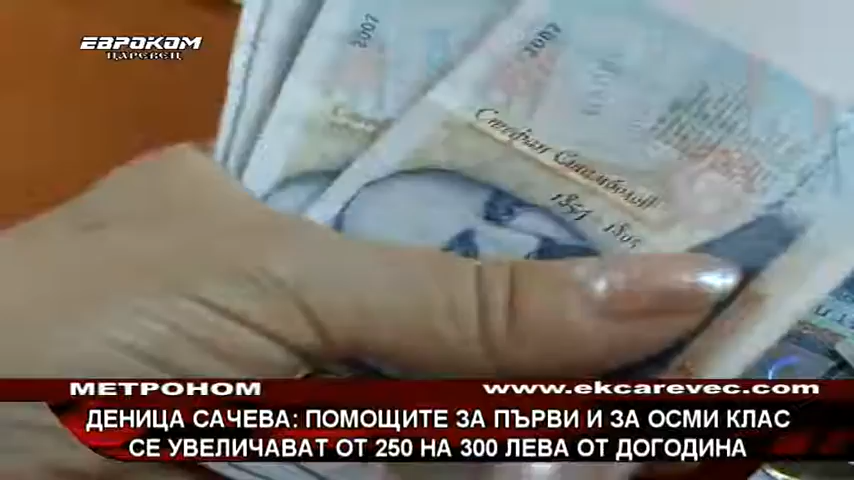 ЕВРОКОМ
ЦАРЕВЕЦ
2007
2007
Стефан Стамболов
1854 1895
МЕТРОНОМ
www.ekcarevec.com
ДЕНИЦА САЧЕВА: ПОМОЩИТЕ ЗА ПЪРВИ И ЗА ОСМИ КЛАС
СЕ УВЕЛИЧАВАТ ОТ 250 НА 300 ЛЕВА ОТ ДОГОДИНА